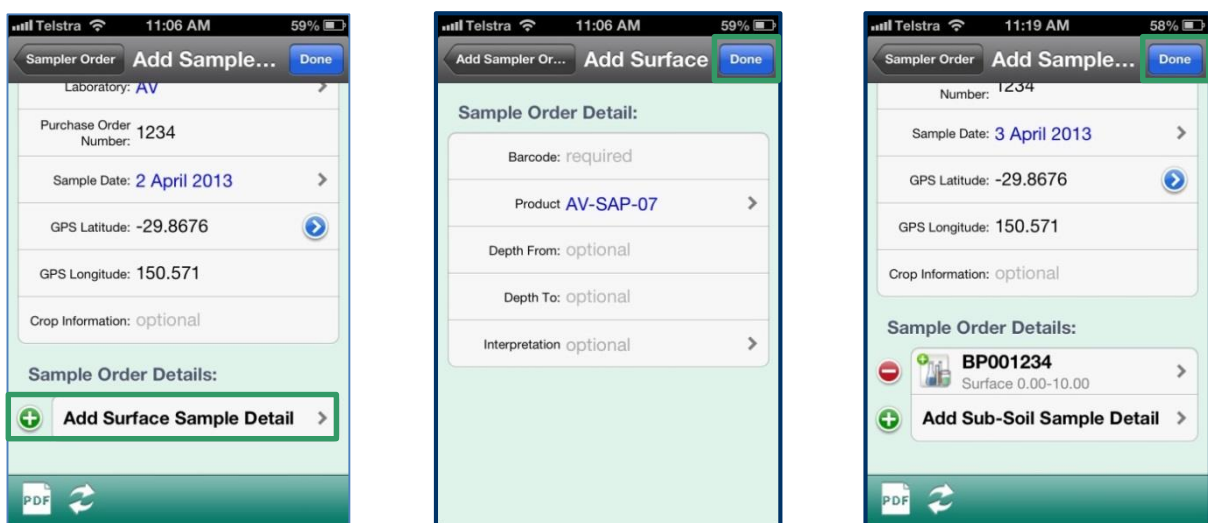 Telstra 11:06 AM 59%
Sampler Order Add Sample... Done
Laboratory: AV
Purchase Order Number: 1234
Sample Date: 2 April 2013
GPS Latitude: -29.8676
GPS Longitude: 150.571
Crop Information: optional
Sample Order Details:
Add Surface Sample Detail
PDF
Telstra 11:06 AM 59%
Add Sampler Or... Add Surface Done
Sample Order Detail:
Barcode: required
Product AV-SAP-07
Depth From: optional
Depth To: optional
Interpretation optional
Telstra 11:19 AM 58%
Sampler Order Add Sample... Done
Number: 1234
Sample Date: 3 April 2013
GPS Latitude: -29.8676
GPS Longitude: 150.571
Crop Information: optional
Sample Order Details:
BP001234
Surface 0.00-10.00
Add Sub-Soil Sample Detail
PDF